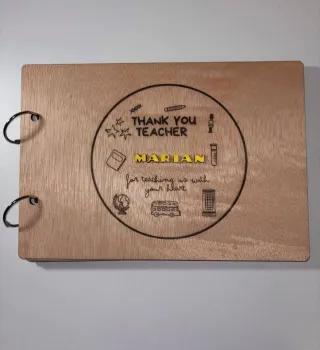 THANK YOU
TEACHER
MARIAN
for teaching us with
your heart